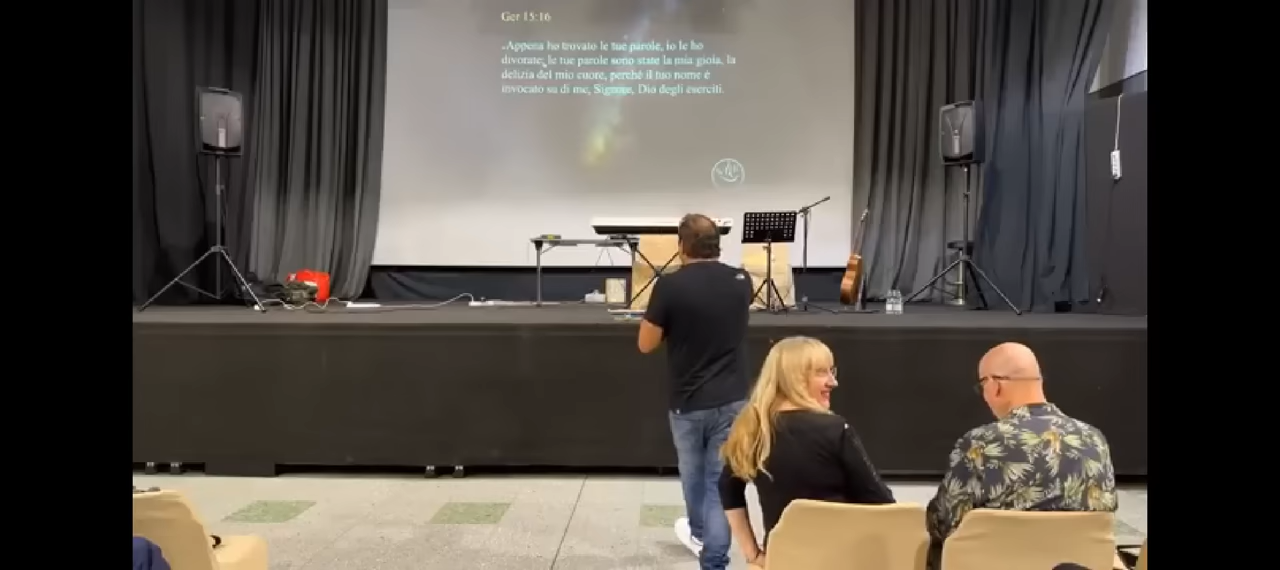 Ger 15:16
„Appena ho trovato le tue parole, io le ho
divorate; le tue parole sono state la mia gioia, la
delizia del mio cuore, perché il tuo nome è
invocato su di me, Signore, Dio degli eserciti.